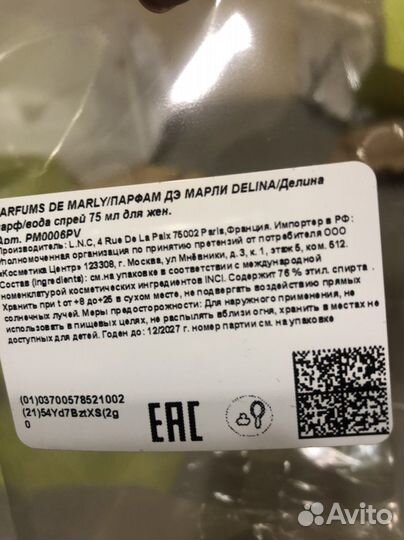 ARFUMS DE MARLY/ПАРФАМ ДЭ МАРЛИ DELINA/Делина
парф/вода спрей 75 мл для жен.
Арт. PM0006PV
Производитель: L.N.C, 4 Rue De La Paix 75002 Paris,Франция. Импортер в РФ:
Уполномоченная организация по принятию претензий от потребителя ООО
«Косметика Центр» 123308, г. Москва, ул Мнёвники, д.3, к.1, этаж 5, ком. 512.
Состав (ingredients): см.на упаковке в соответствии с международной
номенклатурой косметических ингредиентов INCI. Содержит 76 % этил. спирта
Хранить при t от +8 до+25 в сухом месте, не подвергать воздействию прямых
солнечных лучей. Меры предосторожности: Для наружного применения, не
использовать в пищевых целях, не распылять вблизи огня, хранить в местах не
доступных для детей. Годен до: 12/2027 г. номер партии см. на упаковке
(01)03700578521002
(21)54Yd7BztXS(2g
0
EAC
Avito